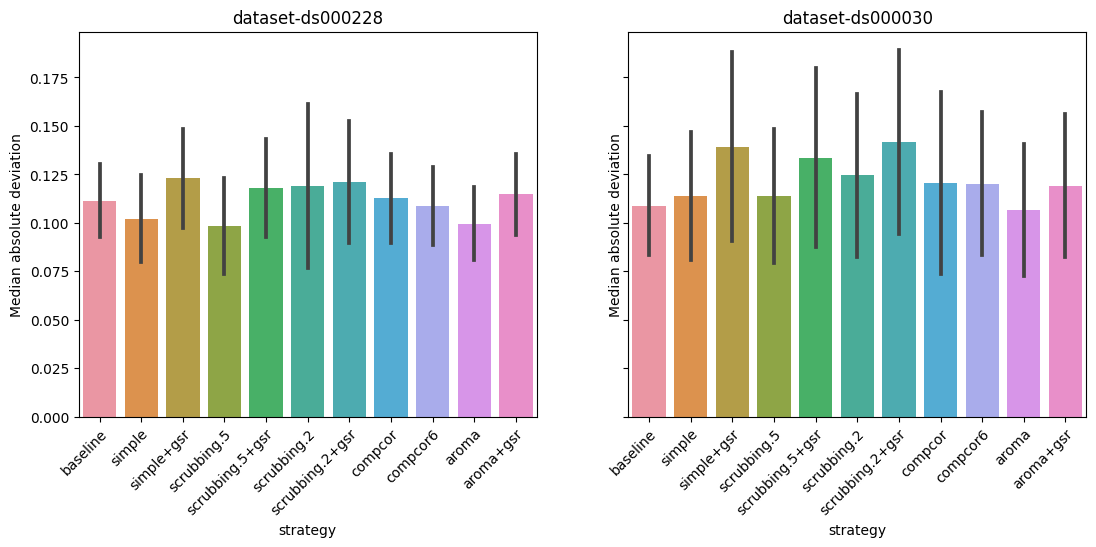 dataset-ds000228
Median absolute deviation
0.175
0.150
0.125
0.100
0.075
0.050
0.025
0.000
baseline
simple
simple+gsr
scrubbing.5
scrubbing.5+gsr
scrubbing.2
scrubbing.2+gsr
compcor
compcor6
aroma
aroma+gsr
strategy
dataset-ds000030
Median absolute deviation
baseline
simple
simple+gsr
scrubbing.5
scrubbing.5+gsr
scrubbing.2
scrubbing.2+gsr
compcor
compcor6
aroma
aroma+gsr
strategy